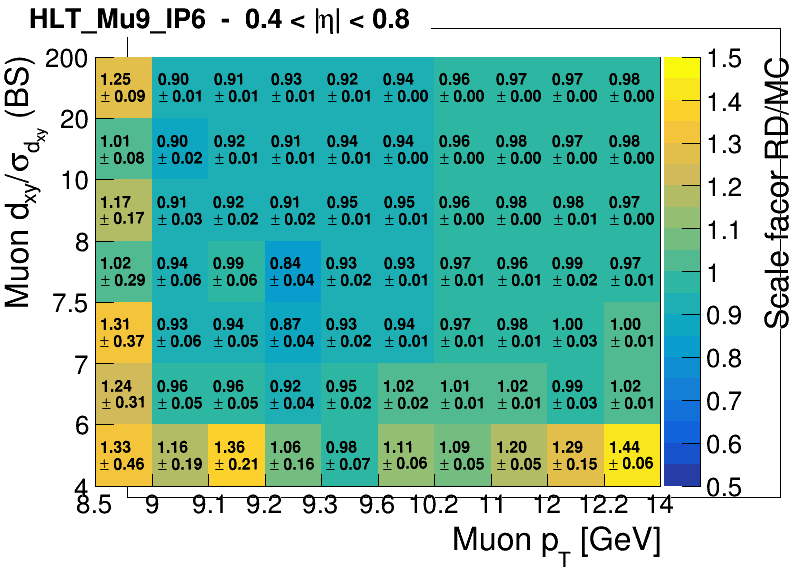 HLT_Mu9_IP6 - 0.4 < |η| < 0.8
Muon d_xy/σ_d_xy (BS)
200
20
10
8
7.5
7
6
4
1.25 0.90 0.91 0.93 0.92 0.94 0.96 0.97 0.97 0.98
± 0.09 ± 0.01 ± 0.01 ± 0.01 ± 0.01 ± 0.00 ± 0.00 ± 0.00 ± 0.00 ± 0.00
1.01 0.90 0.92 0.91 0.94 0.94 0.96 0.97 0.97 0.98
± 0.08 ± 0.02 ± 0.01 ± 0.01 ± 0.01 ± 0.00 ± 0.00 ± 0.00 ± 0.00 ± 0.00
1.17 0.91 0.92 0.91 0.95 0.95 0.96 0.98 0.98 0.97
± 0.17 ± 0.03 ± 0.02 ± 0.02 ± 0.01 ± 0.01 ± 0.00 ± 0.00 ± 0.01 ± 0.00
1.02 0.94 0.99 0.84 0.93 0.93 0.97 0.96 0.99 0.97
± 0.29 ± 0.06 ± 0.06 ± 0.04 ± 0.02 ± 0.01 ± 0.01 ± 0.01 ± 0.02 ± 0.01
1.31 0.93 0.94 0.87 0.93 0.94 0.97 0.98 1.00 1.00
± 0.37 ± 0.06 ± 0.05 ± 0.04 ± 0.02 ± 0.01 ± 0.01 ± 0.01 ± 0.03 ± 0.01
1.24 0.96 0.96 0.92 0.95 1.02 1.01 1.02 0.99 1.02
± 0.31 ± 0.05 ± 0.05 ± 0.04 ± 0.02 ± 0.02 ± 0.01 ± 0.01 ± 0.03 ± 0.01
1.33 1.16 1.36 1.06 0.98 1.11 1.09 1.20 1.29 1.44
± 0.46 ± 0.19 ± 0.21 ± 0.16 ± 0.07 ± 0.06 ± 0.05 ± 0.05 ± 0.15 ± 0.06
8.5 9 9.1 9.2 9.3 9.6 10.2 11 12 12.2 14
Muon p_T [GeV]
1.5
1.4
1.3
1.2
1.1
1
0.9
0.8
0.7
0.6
0.5
Scale facor RD/MC